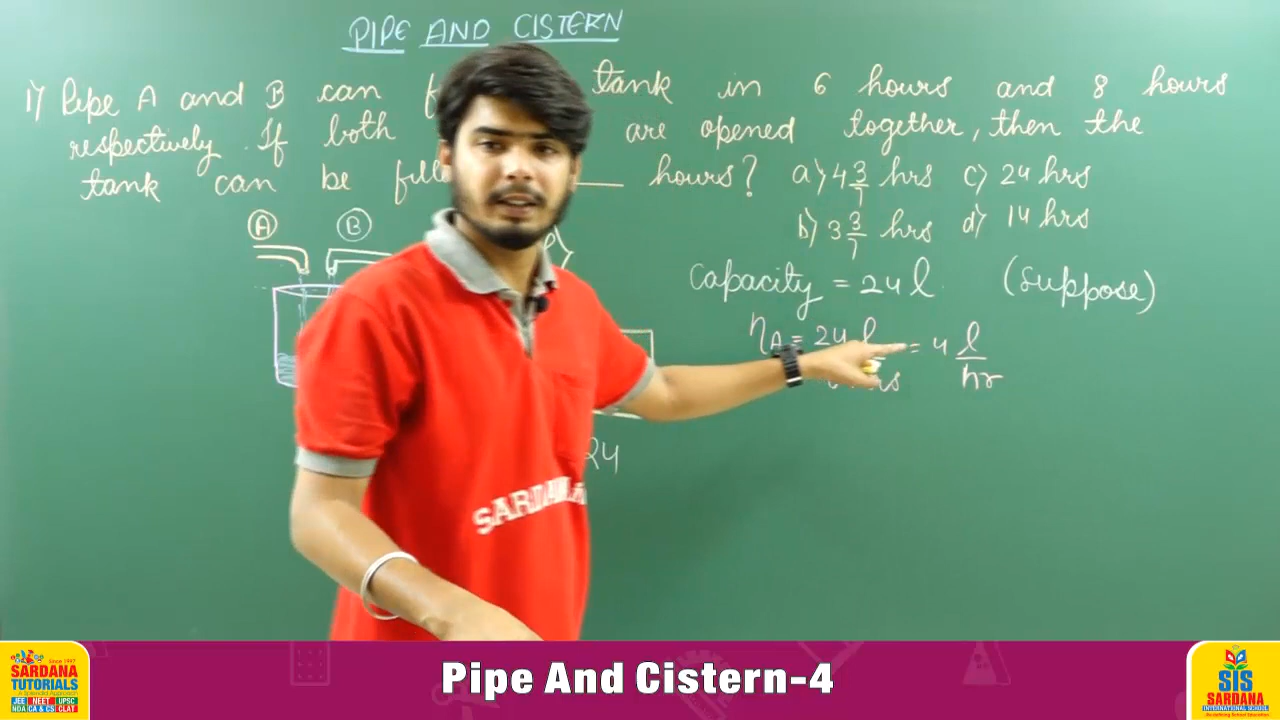 PIPE AND CISTERN
1) Pipe A and B can tank in 6 hours and 8 hours
respectively. If both are opened together, then the
tank can be hours? a) 4 3/7 hrs c) 24 hrs
b) 3 3/7 hrs d) 14 hrs
A B
capacity = 24 l (suppose)
ηA = 24 l = 4 l/hr
24
SARDANA
Since 1997
SARDANA
TUTORIALS
A Splendid Approach
JEE NEET UPSC
NDA CA & CS CLAT
Pipe And Cistern-4
SIS
SARDANA
INTERNATIONAL SCHOOL